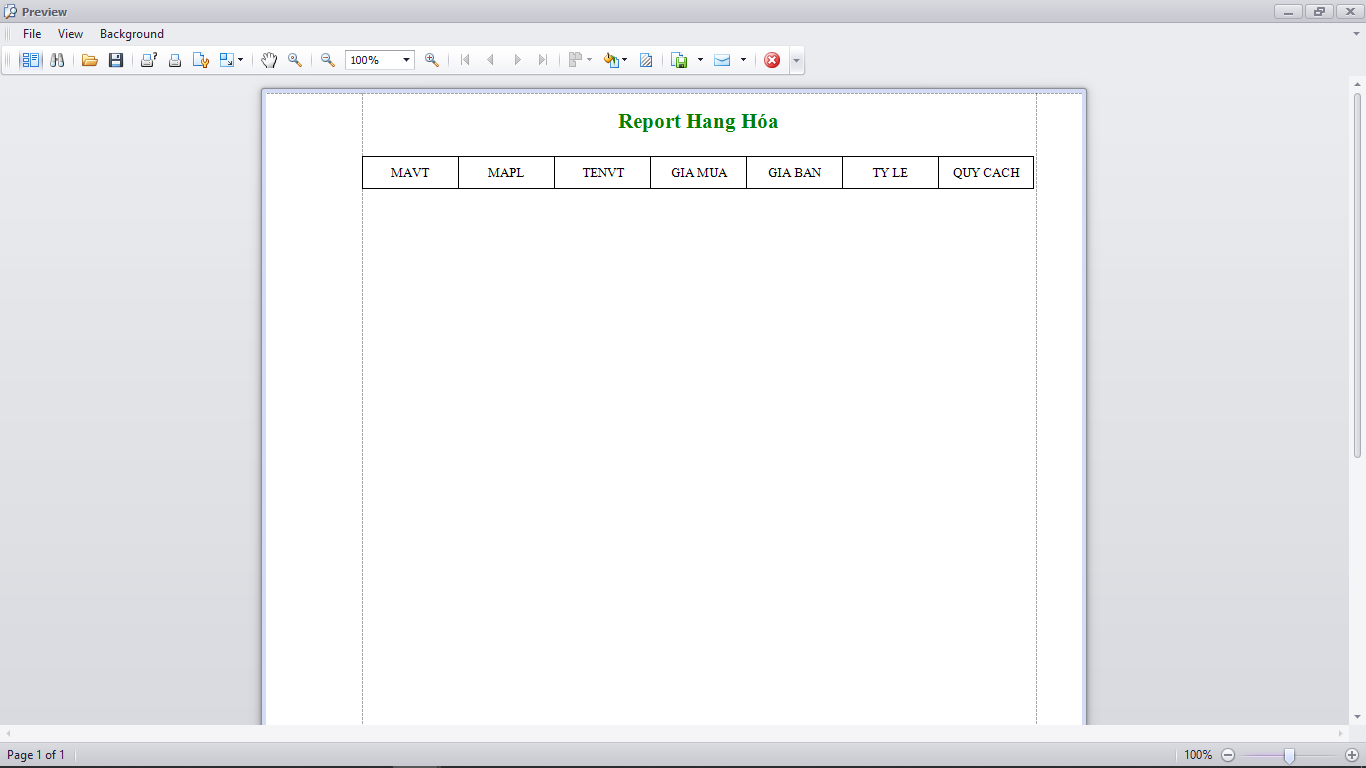 Preview
File View Background
100%
Report Hang Hóa
MAVT MAPL TENVT GIA MUA GIA BAN TY LE QUY CACH
Page 1 of 1 100%